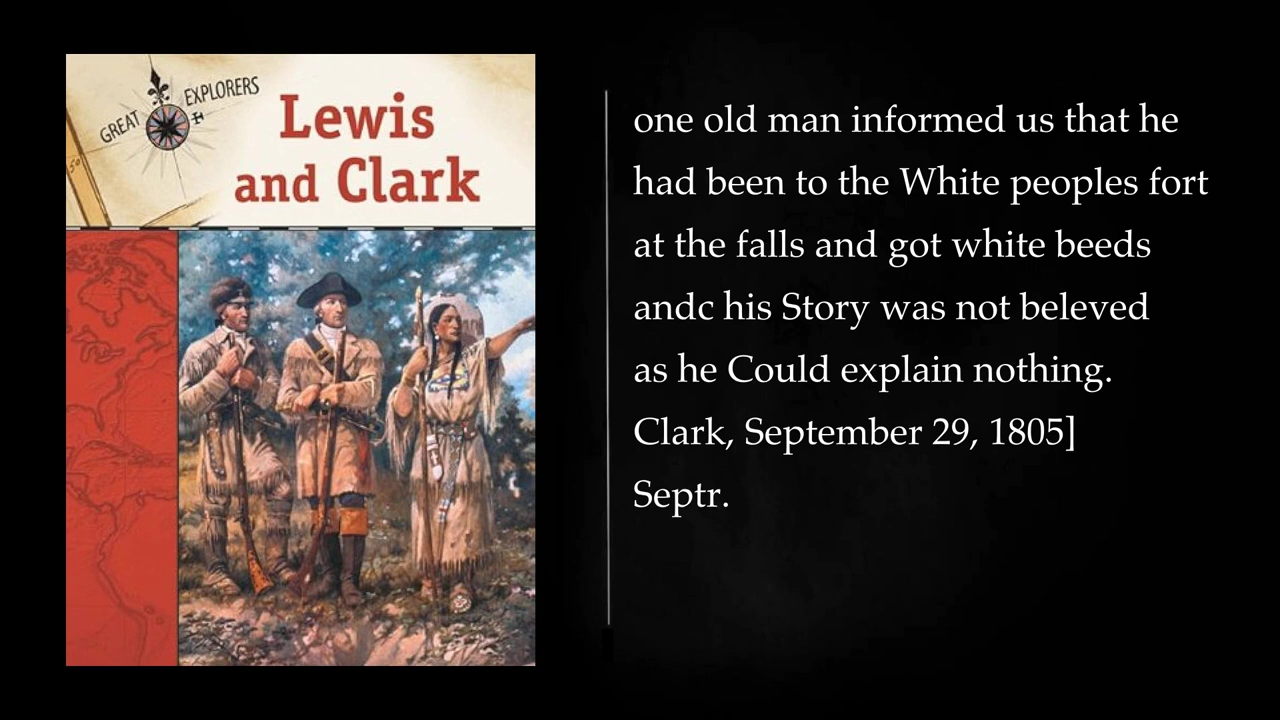 GREAT EXPLORERS
Lewis
and Clark
50
one old man informed us that he
had been to the White peoples fort
at the falls and got white beeds
andc his Story was not beleved
as he Could explain nothing.
Clark, September 29, 1805]
Septr.